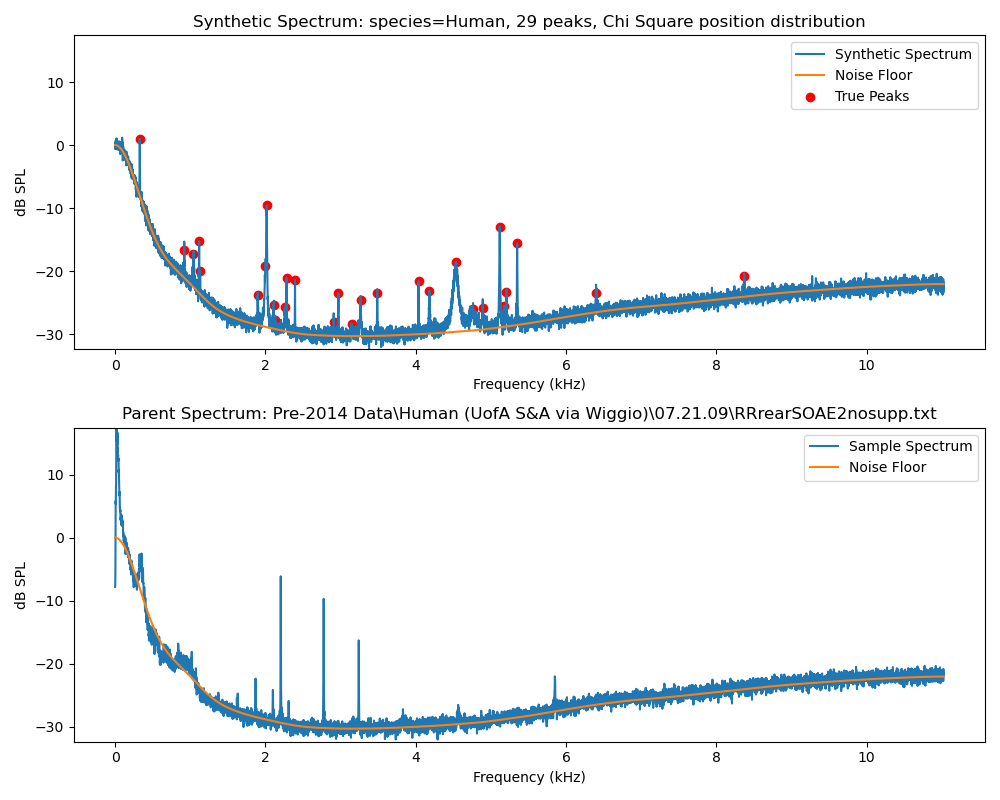 Synthetic Spectrum: species=Human, 29 peaks, Chi Square position distribution
Synthetic Spectrum
Noise Floor
True Peaks
dB SPL
10
0
−10
−20
−30
0 2 4 6 8 10
Frequency (kHz)
Parent Spectrum: Pre-2014 Data\Human (UofA S&A via Wiggio)\07.21.09\RRrearSOAE2nosupp.txt
Sample Spectrum
Noise Floor
dB SPL
10
0
−10
−20
−30
0 2 4 6 8 10
Frequency (kHz)